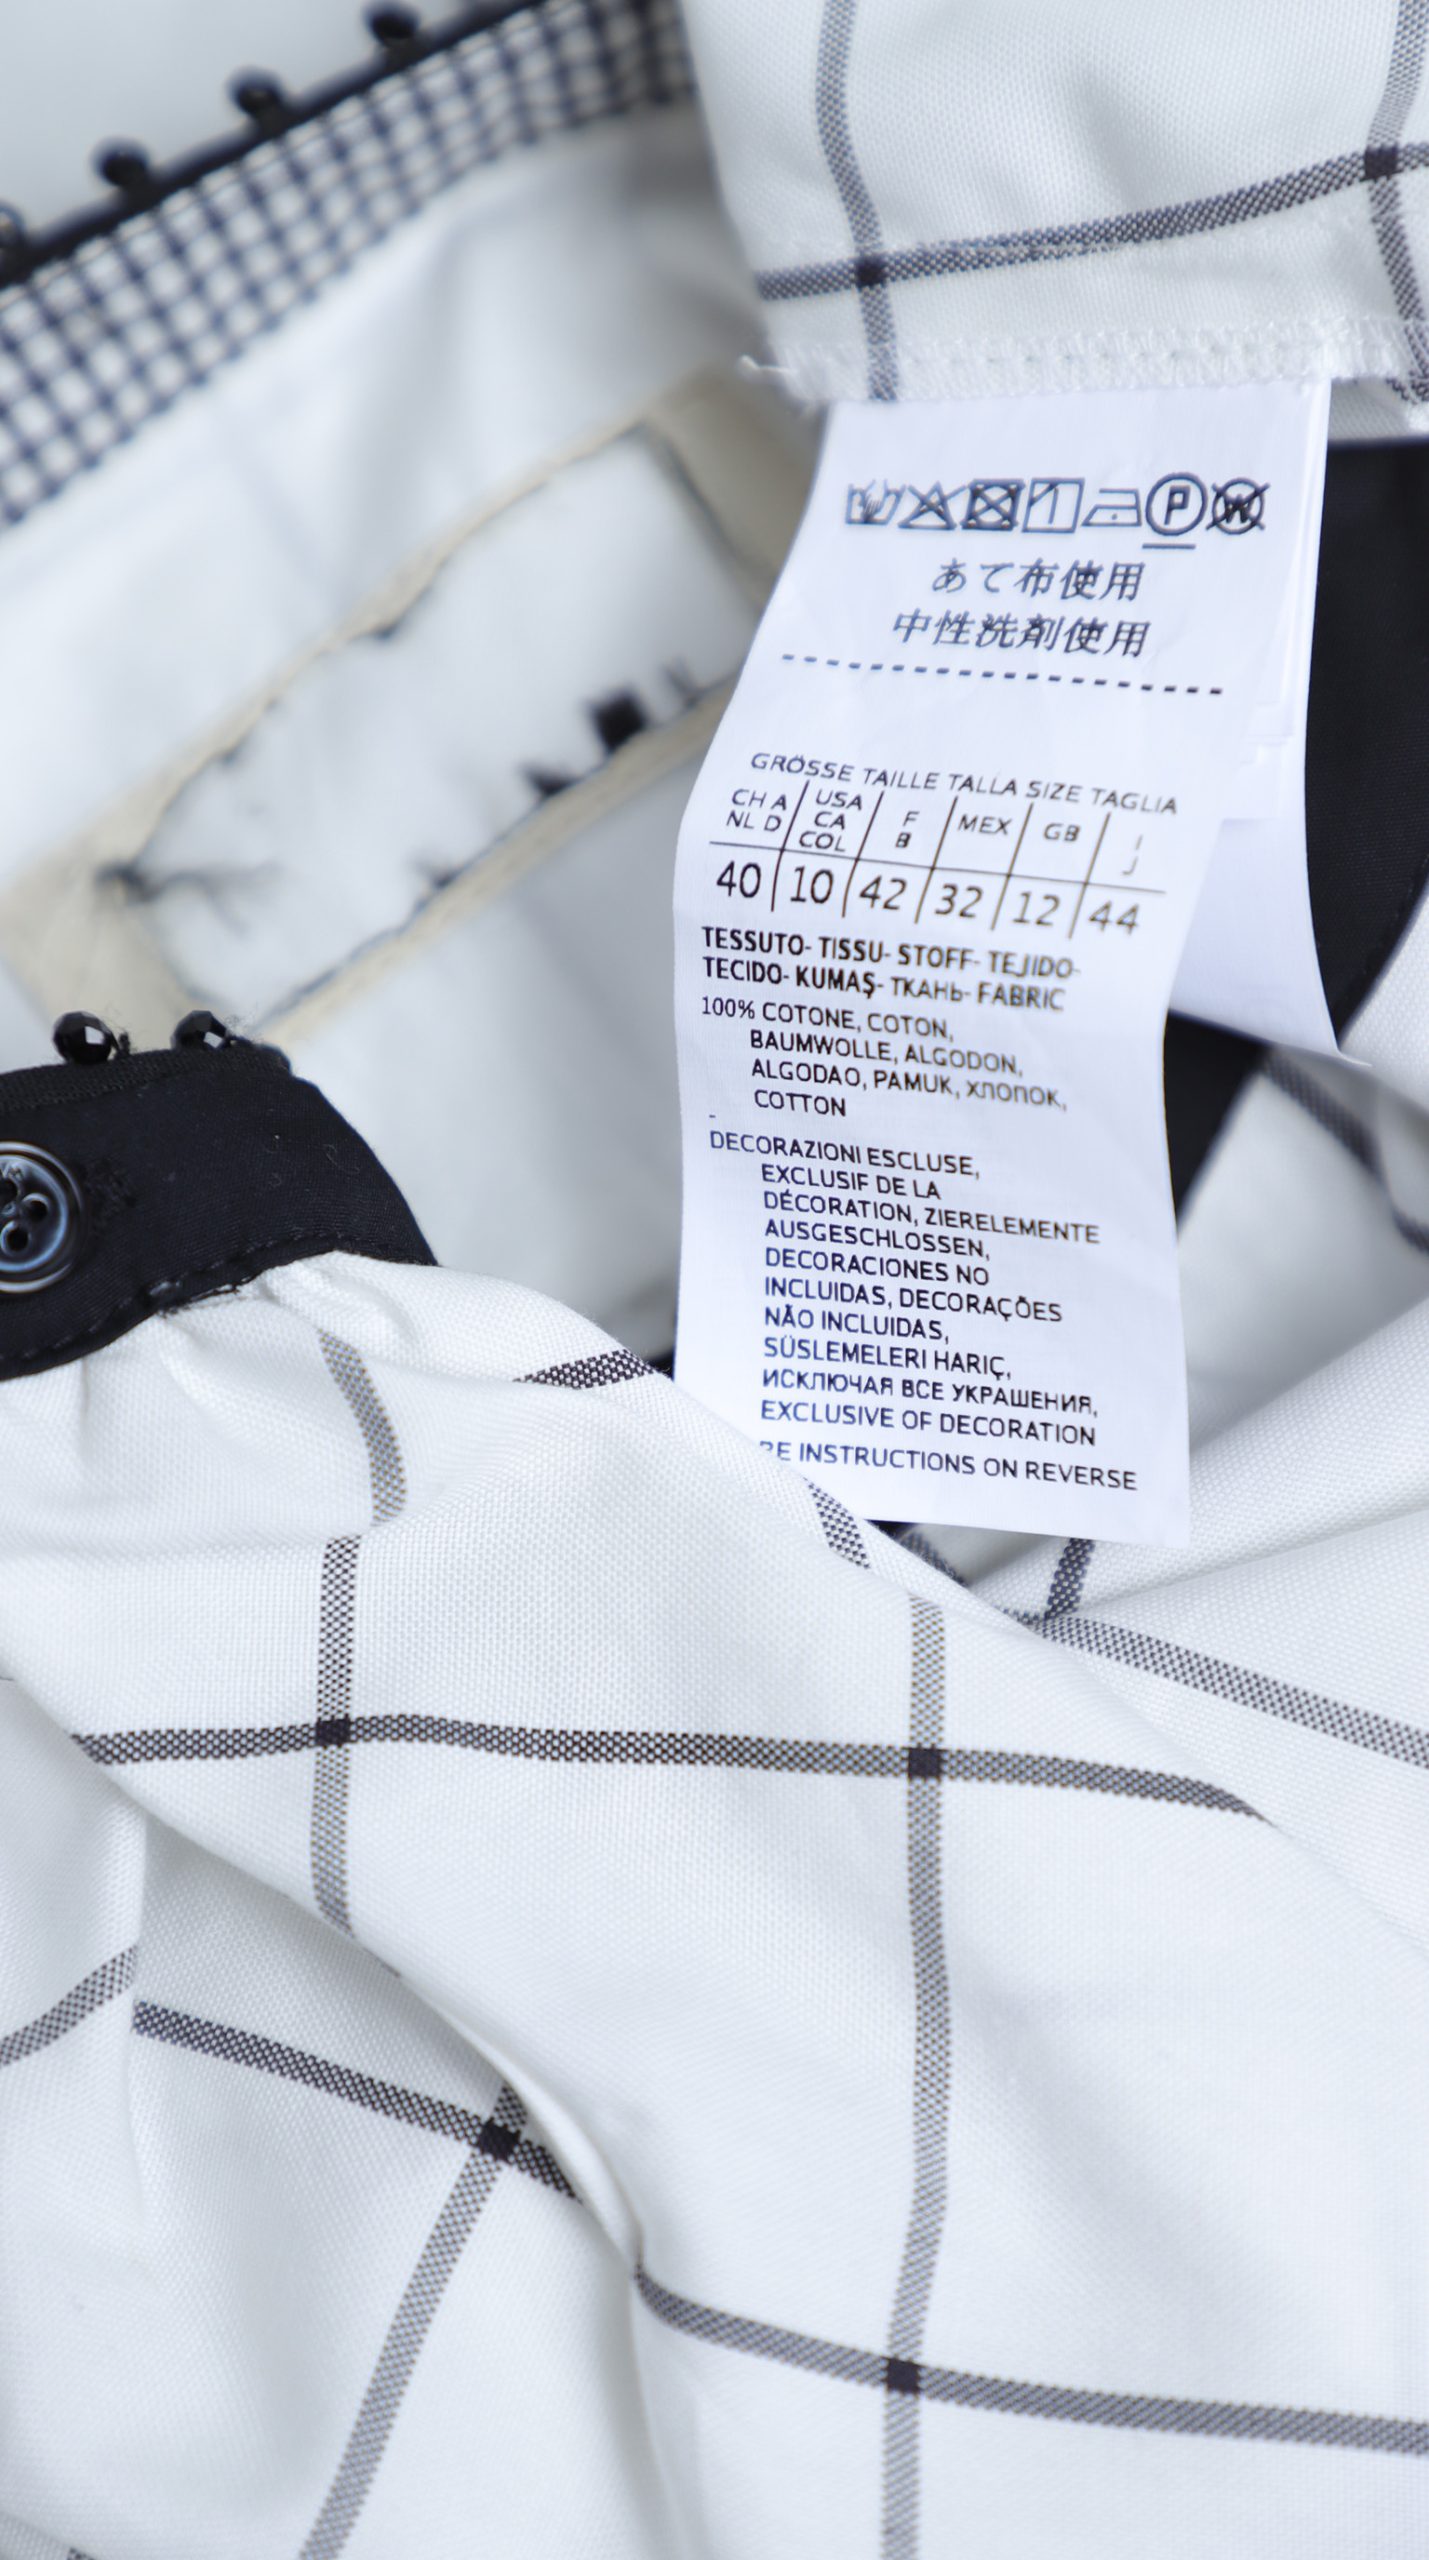 P W
あて布使用
中性洗剤使用
GRÖSSE TAILLE TALLA SIZE TAGLIA
CH A USA F MEX GB I
NL D CA B J
COL
40 10 42 32 12 44
TESSUTO- TISSU- STOFF- TEJIDO-
TECIDO- KUMAŞ- ТКАНЬ- FABRIC
100% COTONE, COTON,
BAUMWOLLE, ALGODON,
ALGODAO, PAMUK, хлопок,
COTTON
-
DECORAZIONI ESCLUSE,
EXCLUSIF DE LA
DÉCORATION, ZIERELEMENTE
AUSGESCHLOSSEN,
DECORACIONES NO
INCLUIDAS, DECORAÇÕES
NÃO INCLUIDAS,
SÜSLEMELERI HARIÇ,
ИСКЛЮЧАЯ ВСЕ УКРАШЕНИЯ,
EXCLUSIVE OF DECORATION
RE INSTRUCTIONS ON REVERSE